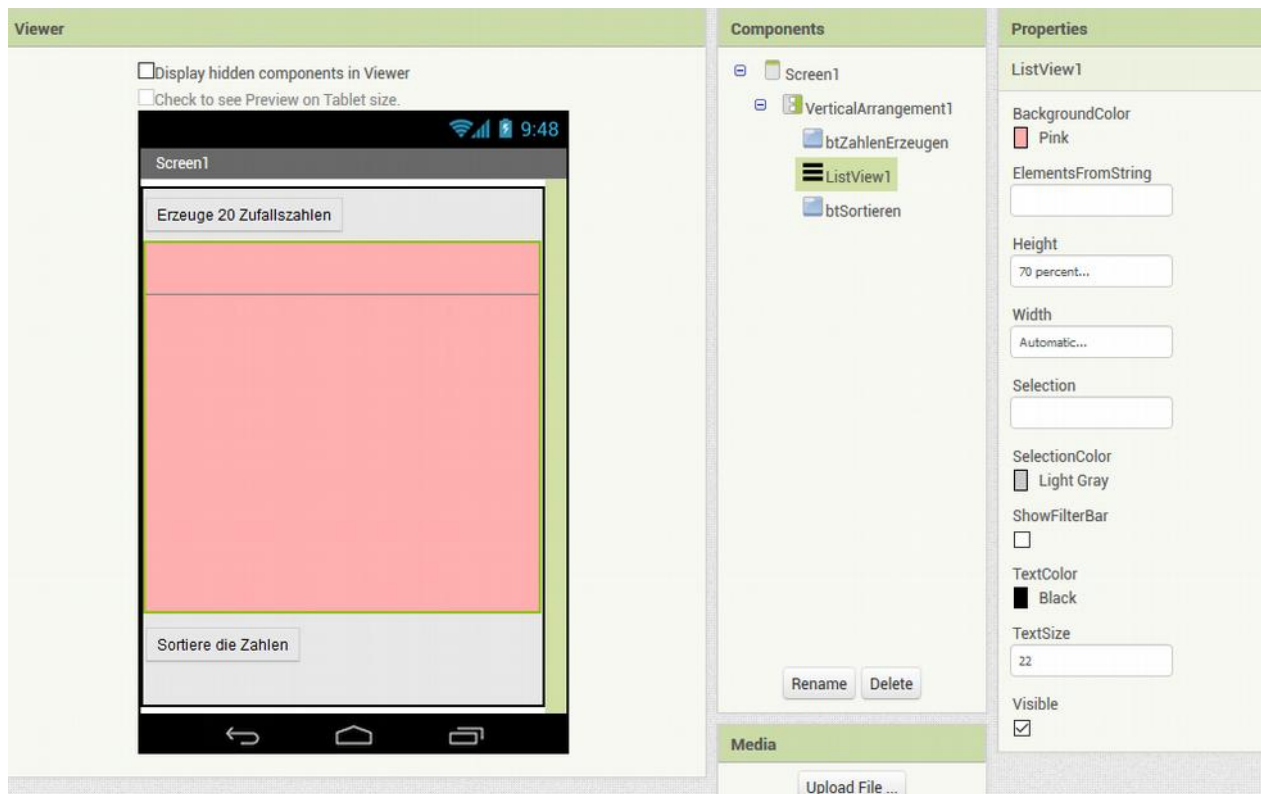 Viewer
Display hidden components in Viewer
Check to see Preview on Tablet size.
9:48
Screen1
Erzeuge 20 Zufallszahlen
Sortiere die Zahlen
Components
Screen1
VerticalArrangement1
btZahlenErzeugen
ListView1
btSortieren
Rename Delete
Media
Upload File ...
Properties
ListView1
BackgroundColor
Pink
ElementsFromString
Height
70 percent...
Width
Automatic...
Selection
SelectionColor
Light Gray
ShowFilterBar
TextColor
Black
TextSize
22
Visible